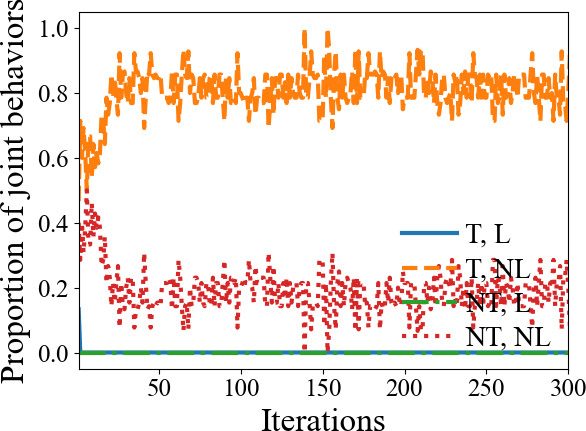 Proportion of joint behaviors
1.0
0.8
0.6
0.4
0.2
0.0
T, L
T, NL
NT, L
NT, NL
50 100 150 200 250 300
Iterations